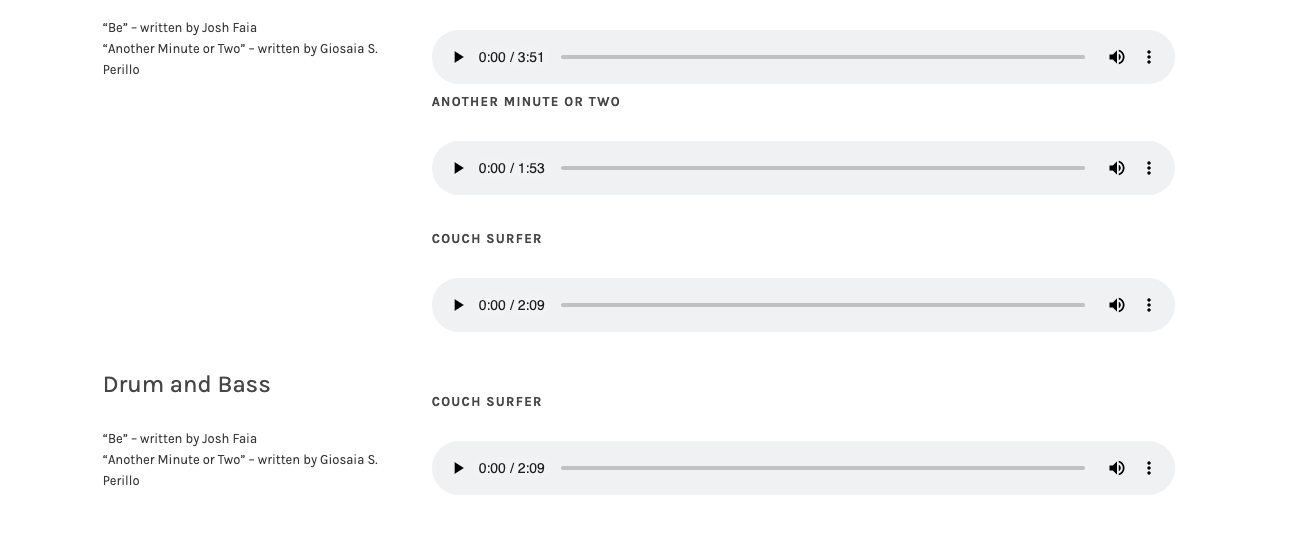 “Be” – written by Josh Faia
“Another Minute or Two” – written by Giosaia S.
Perillo
0:00 / 3:51
ANOTHER MINUTE OR TWO
0:00 / 1:53
COUCH SURFER
0:00 / 2:09
Drum and Bass
“Be” – written by Josh Faia
“Another Minute or Two” – written by Giosaia S.
Perillo
COUCH SURFER
0:00 / 2:09